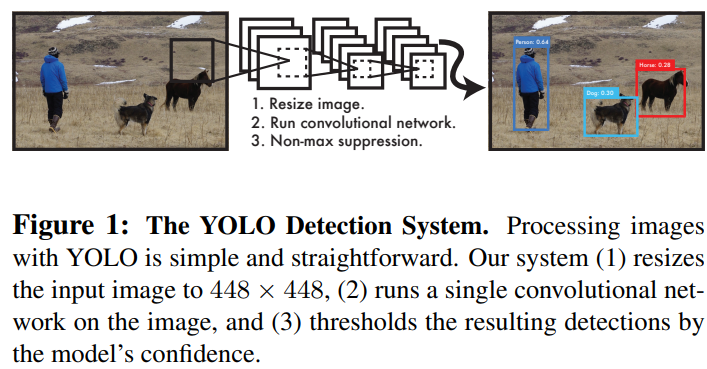 Person: 0.64
Horse: 0.28
Dog: 0.30
1. Resize image.
2. Run convolutional network.
3. Non-max suppression.
Figure 1: The YOLO Detection System. Processing images
with YOLO is simple and straightforward. Our system (1) resizes
the input image to 448 × 448, (2) runs a single convolutional net-
work on the image, and (3) thresholds the resulting detections by
the model's confidence.